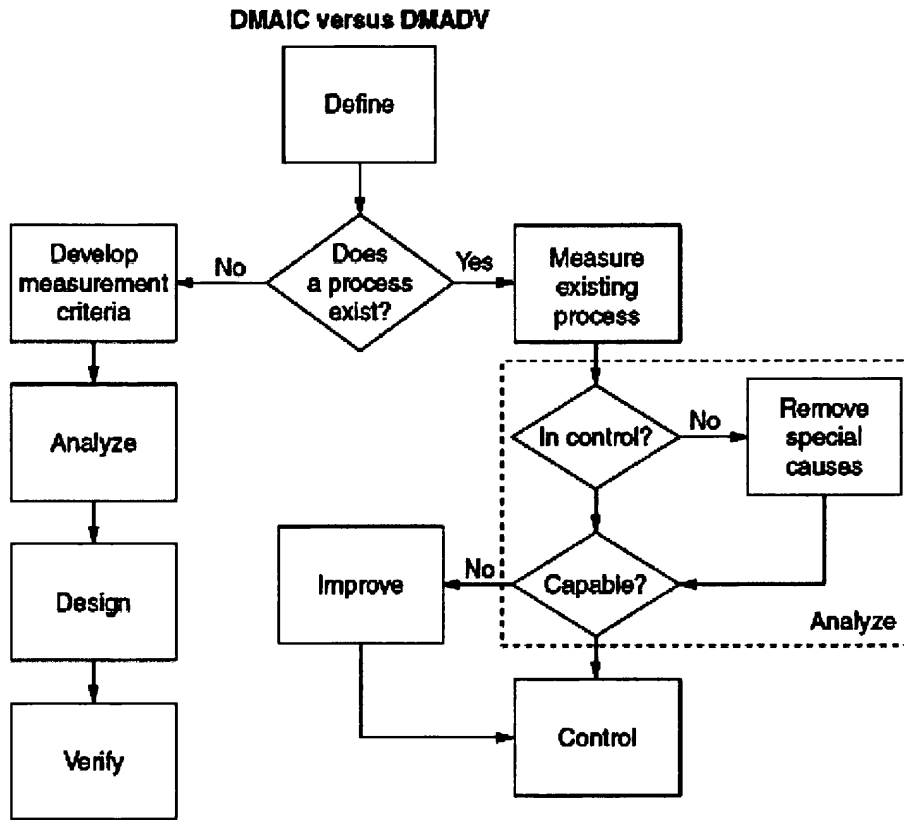 DMAIC versus DMADV
Define
Does
a process
exist?
No
Yes
Develop
measurement
criteria
Measure
existing
process
Analyze
In control?
No
Remove
special
causes
Design
Improve
No
Capable?
Analyze
Verify
Control